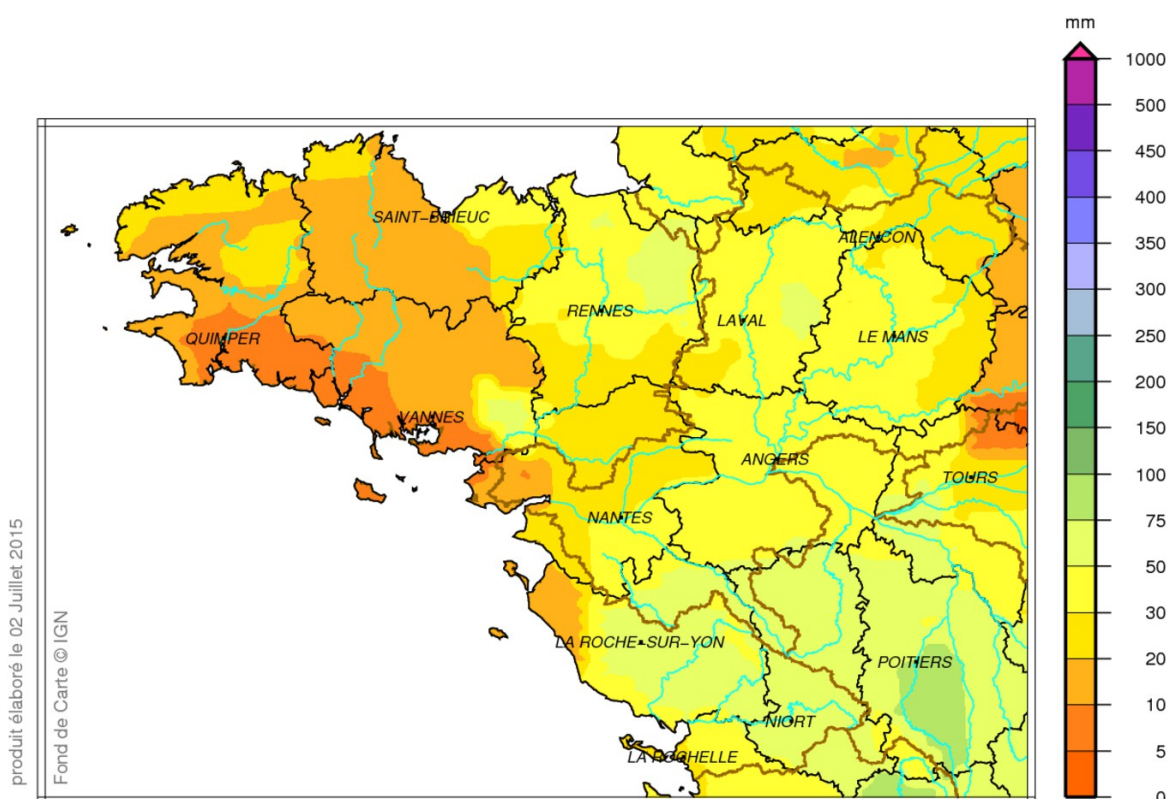 mm
1000
500
450
400
350
300
250
200
150
100
75
50
30
20
10
5
0
SAINT-BRIEUC
ALENCON
RENNES
LAVAL
LE MANS
QUIMPER
VANNES
ANGERS
TOURS
NANTES
LA ROCHE-SUR-YON
POITIERS
NIORT
LA ROCHELLE
produit élaboré le 02 Juillet 2015
Fond de Carte © IGN